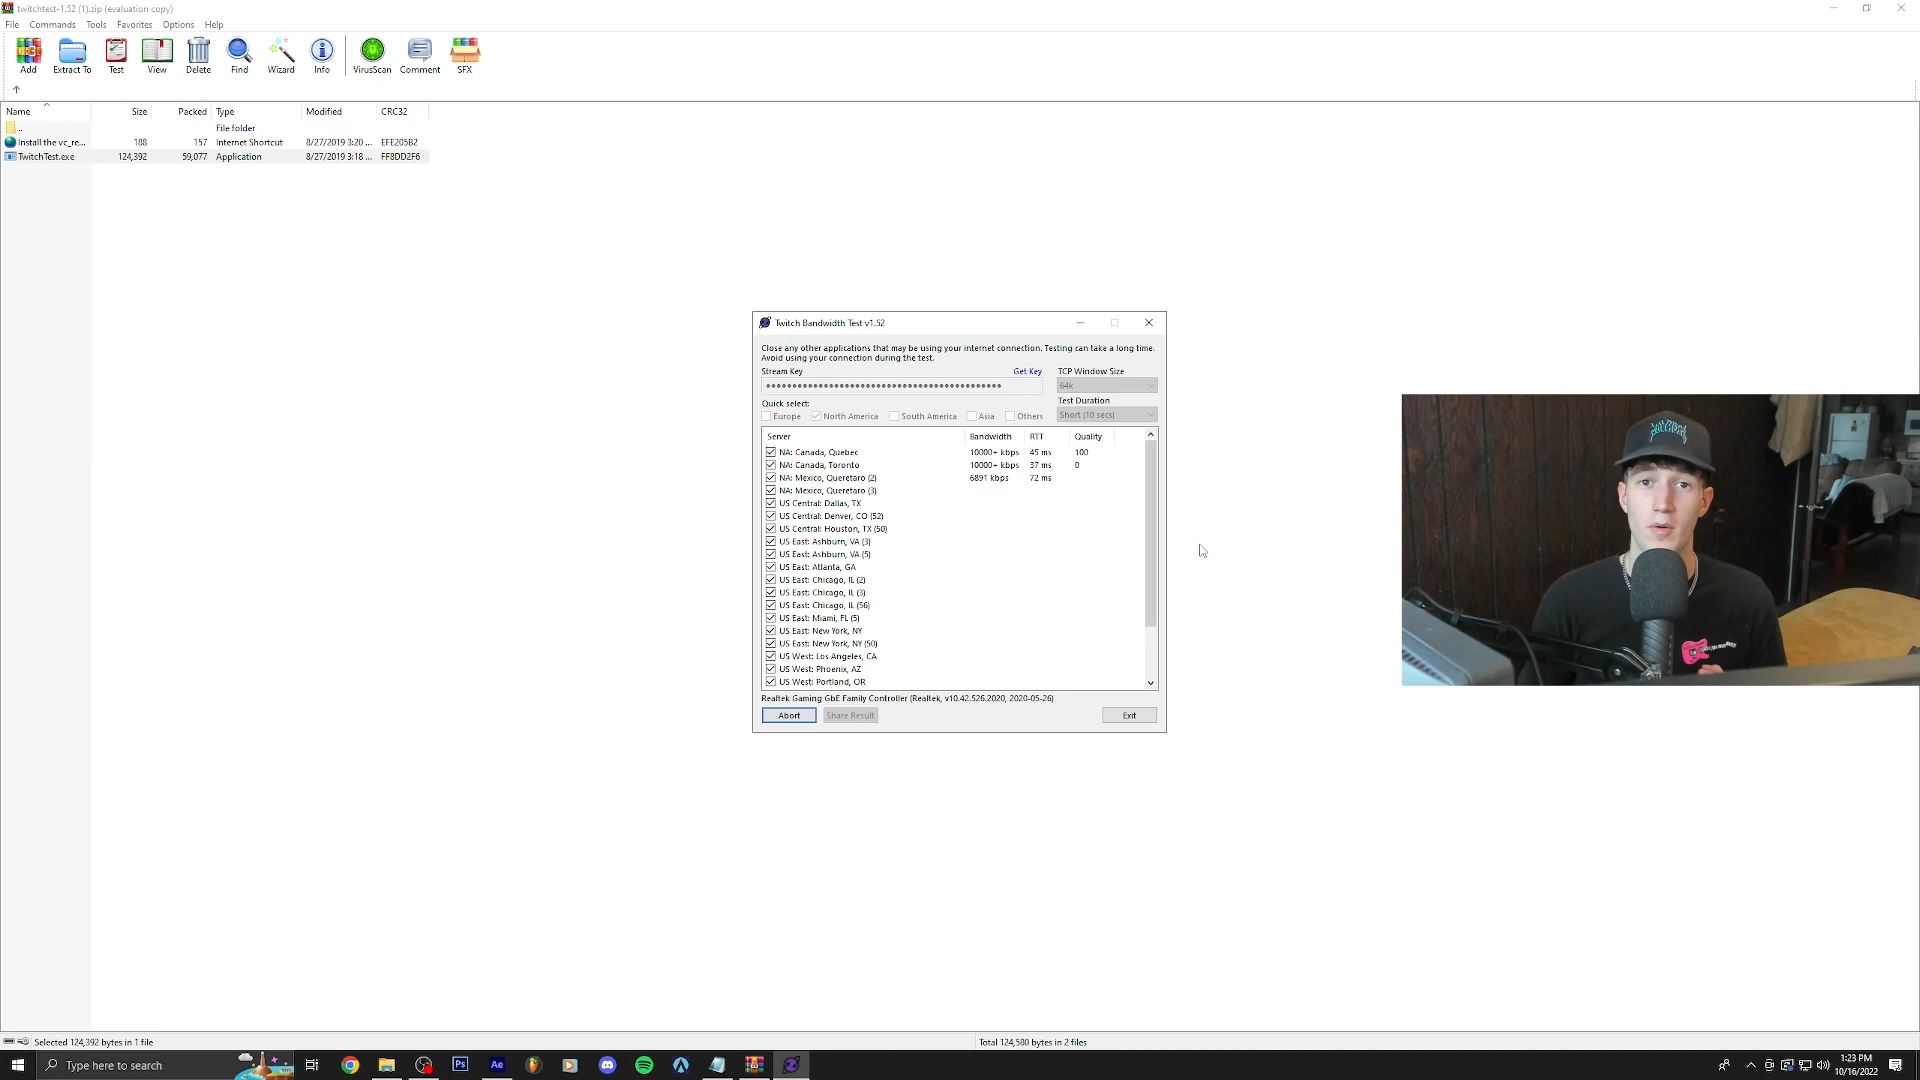 twitchtest-1.52 (1).zip (evaluation copy)
File Commands Tools Favorites Options Help
Add Extract To Test View Delete Find Wizard Info VirusScan Comment SFX
Name Size Packed Type Modified CRC32
.. File folder
Install the vc_re... 188 157 Internet Shortcut 8/27/2019 3:20 ... EFE205B2
TwitchTest.exe 124,392 59,077 Application 8/27/2019 3:18 ... FF8DD2F6
Twitch Bandwidth Test v1.52
Close any other applications that may be using your internet connection. Testing can take a long time.
Avoid using your connection during the test.
Stream Key Get Key TCP Window Size
64k
Quick select: Test Duration
Europe North America South America Asia Others Short (10 secs)
Server Bandwidth RTT Quality
NA: Canada, Quebec 10000+ kbps 45 ms 100
NA: Canada, Toronto 10000+ kbps 37 ms 0
NA: Mexico, Queretaro (2) 6891 kbps 72 ms
NA: Mexico, Queretaro (3)
US Central: Dallas, TX
US Central: Denver, CO (52)
US Central: Houston, TX (50)
US East: Ashburn, VA (3)
US East: Ashburn, VA (5)
US East: Atlanta, GA
US East: Chicago, IL (2)
US East: Chicago, IL (3)
US East: Chicago, IL (56)
US East: Miami, FL (5)
US East: New York, NY
US East: New York, NY (50)
US West: Los Angeles, CA
US West: Phoenix, AZ
US West: Portland, OR
Realtek Gaming GbE Family Controller (Realtek, v10.42.526.2020, 2020-05-26)
Abort Share Result Exit
Selected 124,392 bytes in 1 file Total 124,580 bytes in 2 files
Type here to search
Ps Ae
1:23 PM
10/16/2022